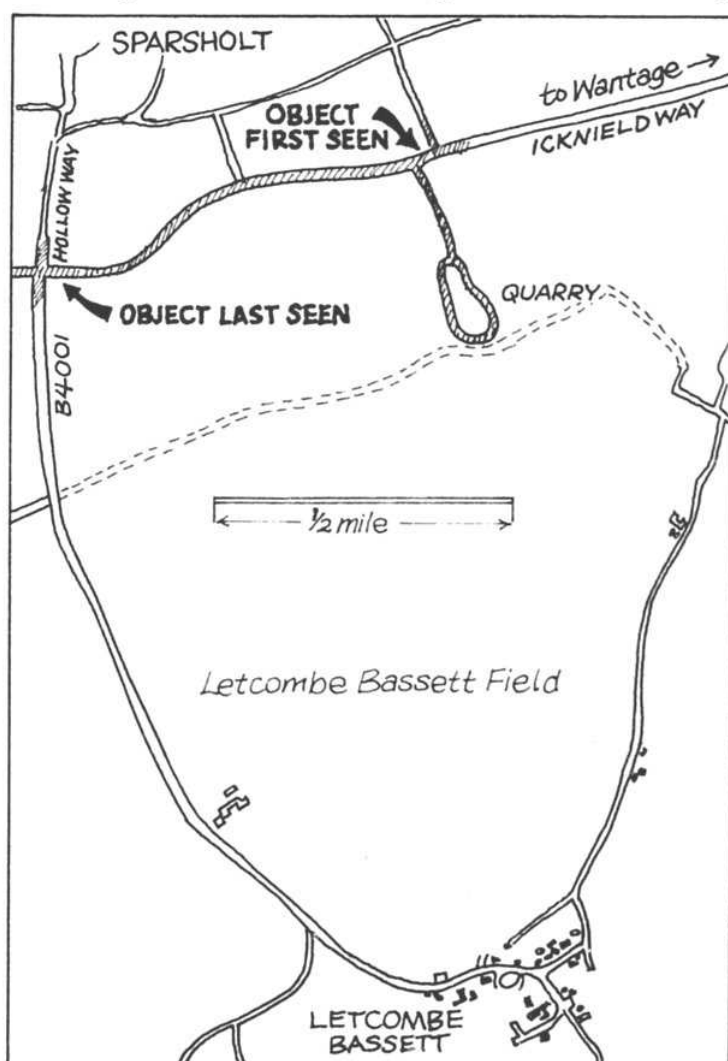 SPARSHOLT
OBJECT
FIRST SEEN
to Wantage →
ICKNIELD WAY
HOLLOW WAY
OBJECT LAST SEEN
QUARRY
B4001
½ mile
Letcombe Bassett Field
LETCOMBE
BASSETT